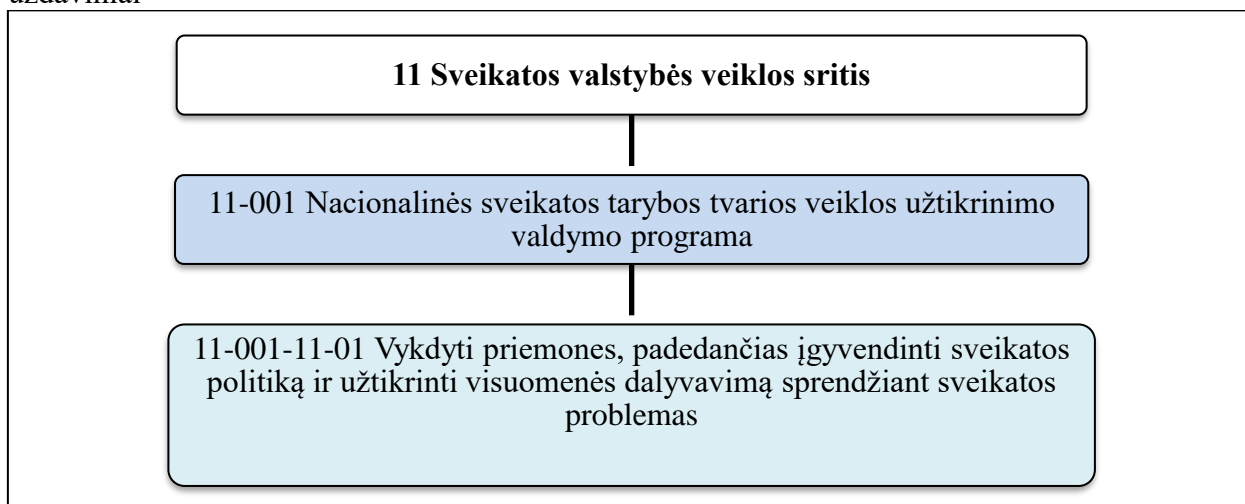 uždaviniai
11 Sveikatos valstybės veiklos sritis
11-001 Nacionalinės sveikatos tarybos tvarios veiklos užtikrinimo
valdymo programa
11-001-11-01 Vykdyti priemones, padedančias įgyvendinti sveikatos
politiką ir užtikrinti visuomenės dalyvavimą sprendžiant sveikatos
problemas